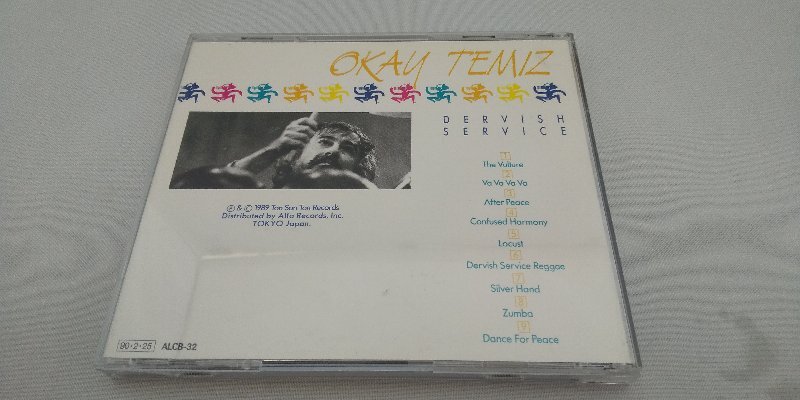 OKAY TEMIZ
DERVISH
SERVICE
1
The Vulture
2
Va Va Va Va
3
After Peace
4
Confused Harmony
5
Locust
6
Dervish Service Reggae
7
Silver Hand
8
Zumba
9
Dance For Peace
℗ & © 1989 Tan Sun Tan Records
Distributed by Alfa Records, Inc.
TOKYO Japan.
90・2・25 ALCB-32